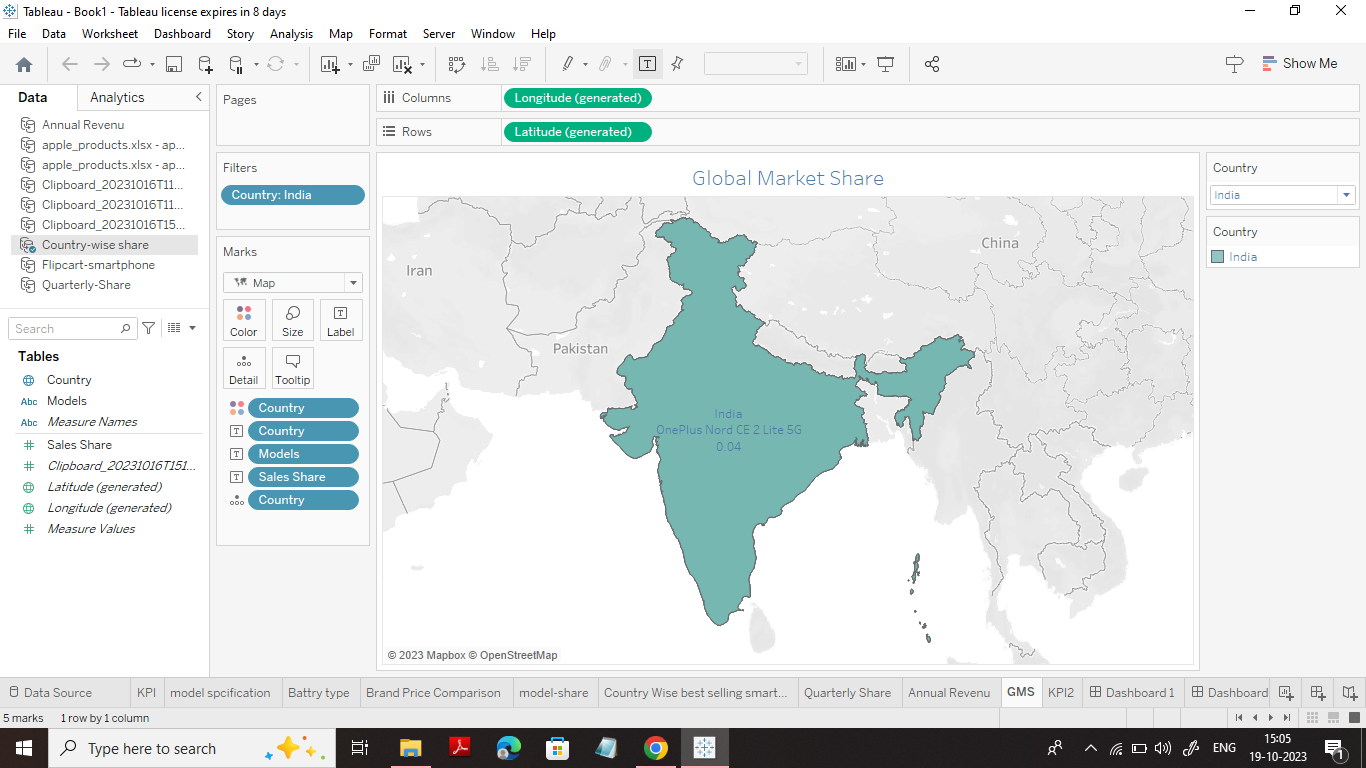 Tableau - Book1 - Tableau license expires in 8 days
File Data Worksheet Dashboard Story Analysis Map Format Server Window Help
Show Me
Data Analytics
Annual Revenu
apple_products.xlsx - ap...
apple_products.xlsx - ap...
Clipboard_20231016T11...
Clipboard_20231016T11...
Clipboard_20231016T15...
Country-wise share
Flipcart-smartphone
Quarterly-Share
Search
Tables
Country
Abc Models
Abc Measure Names
Sales Share
Clipboard_20231016T151...
Latitude (generated)
Longitude (generated)
Measure Values
Pages
Filters
Country: India
Marks
Map
Color Size Label
Detail Tooltip
Country
Country
Models
Sales Share
Country
Columns Longitude (generated)
Rows Latitude (generated)
Global Market Share
Iran
China
Pakistan
India
OnePlus Nord CE 2 Lite 5G
0.04
© 2023 Mapbox © OpenStreetMap
Country
India
Country
India
Data Source KPI model spcification Battry type Brand Price Comparison model-share Country Wise best selling smart... Quarterly Share Annual Revenu GMS KPI2 Dashboard 1 Dashboard
5 marks 1 row by 1 column
Type here to search
ENG
15:05
19-10-2023
1